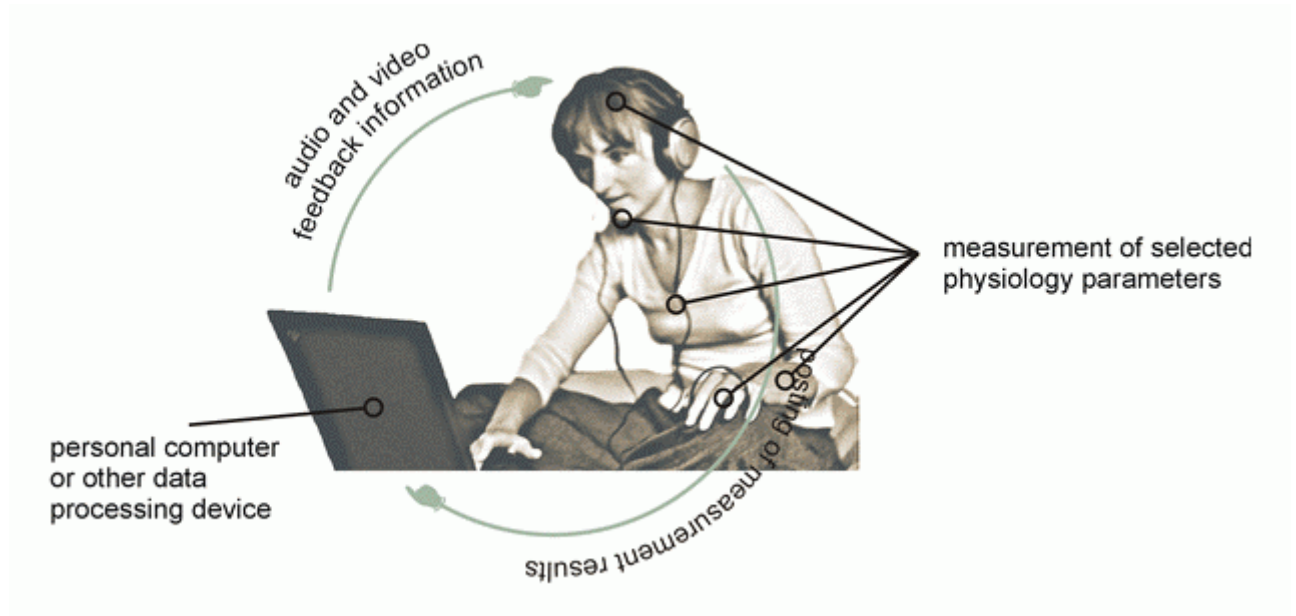 audio and video
feedback information
measurement of selected
physiology parameters
personal computer
or other data
processing device
posting of measurement results